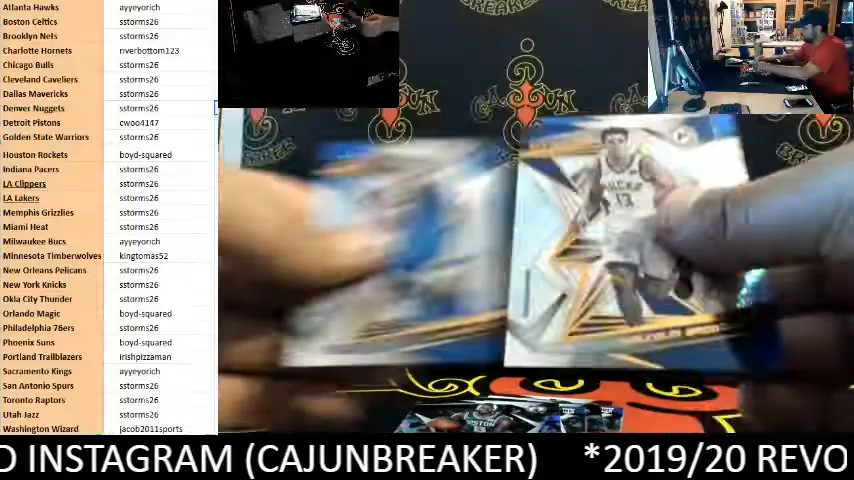 Atlanta Hawks ayyeyorich
Boston Celtics sstorms26
Brooklyn Nets sstorms26
Charlotte Hornets riverbottom123
Chicago Bulls sstorms26
Cleveland Cavaliers sstorms26
Dallas Mavericks sstorms26
Denver Nuggets sstorms26
Detroit Pistons cwoo4147
Golden State Warriors sstorms26
Houston Rockets boyd-squared
Indiana Pacers sstorms26
LA Clippers sstorms26
LA Lakers sstorms26
Memphis Grizzlies sstorms26
Miami Heat sstorms26
Milwaukee Bucs ayyeyorich
Minnesota Timberwolves kingtomas52
New Orleans Pelicans sstorms26
New York Knicks sstorms26
Okla City Thunder sstorms26
Orlando Magic boyd-squared
Philadelphia 76ers sstorms26
Phoenix Suns boyd-squared
Portland Trailblazers irishpizzaman
Sacramento Kings ayyeyorich
San Antonio Spurs sstorms26
Toronto Raptors sstorms26
Utah Jazz sstorms26
Washington Wizard jacob2011sports
BREAKER
13
D INSTAGRAM (CAJUNBREAKER) *2019/20 REVO